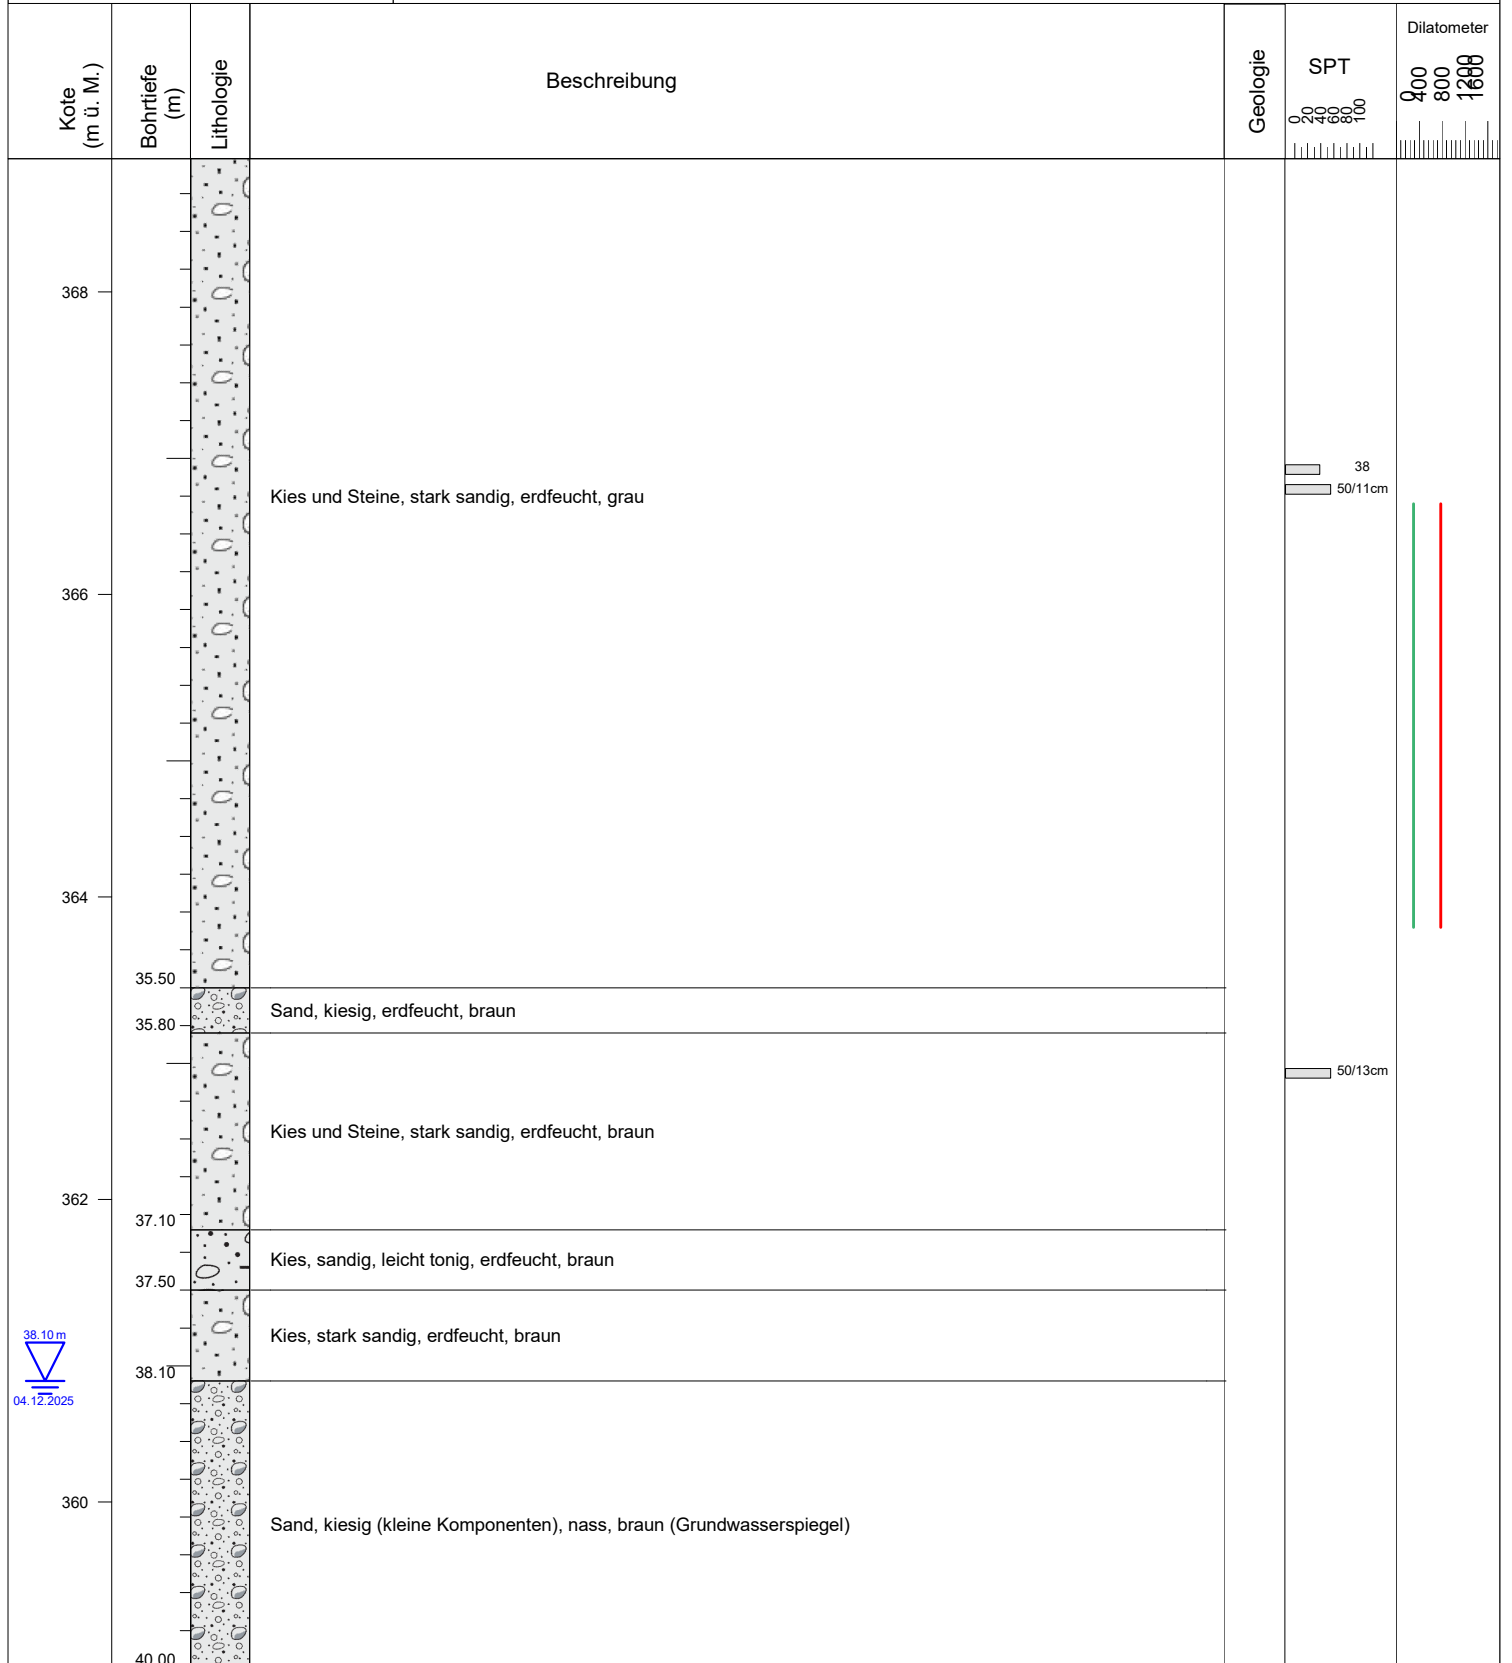 Kote
(m ü. M.)
Bohrtiefe
(m)
Lithologie
Beschreibung
Geologie
SPT
0
20
40
60
80
100
Dilatometer
0
400
800
1200
1600
368
38
50/11cm
Kies und Steine, stark sandig, erdfeucht, grau
366
364
35.50
Sand, kiesig, erdfeucht, braun
35.80
50/13cm
Kies und Steine, stark sandig, erdfeucht, braun
362
37.10
Kies, sandig, leicht tonig, erdfeucht, braun
37.50
38.10 m
Kies, stark sandig, erdfeucht, braun
38.10
04.12.2025
360
Sand, kiesig (kleine Komponenten), nass, braun (Grundwasserspiegel)
40.00